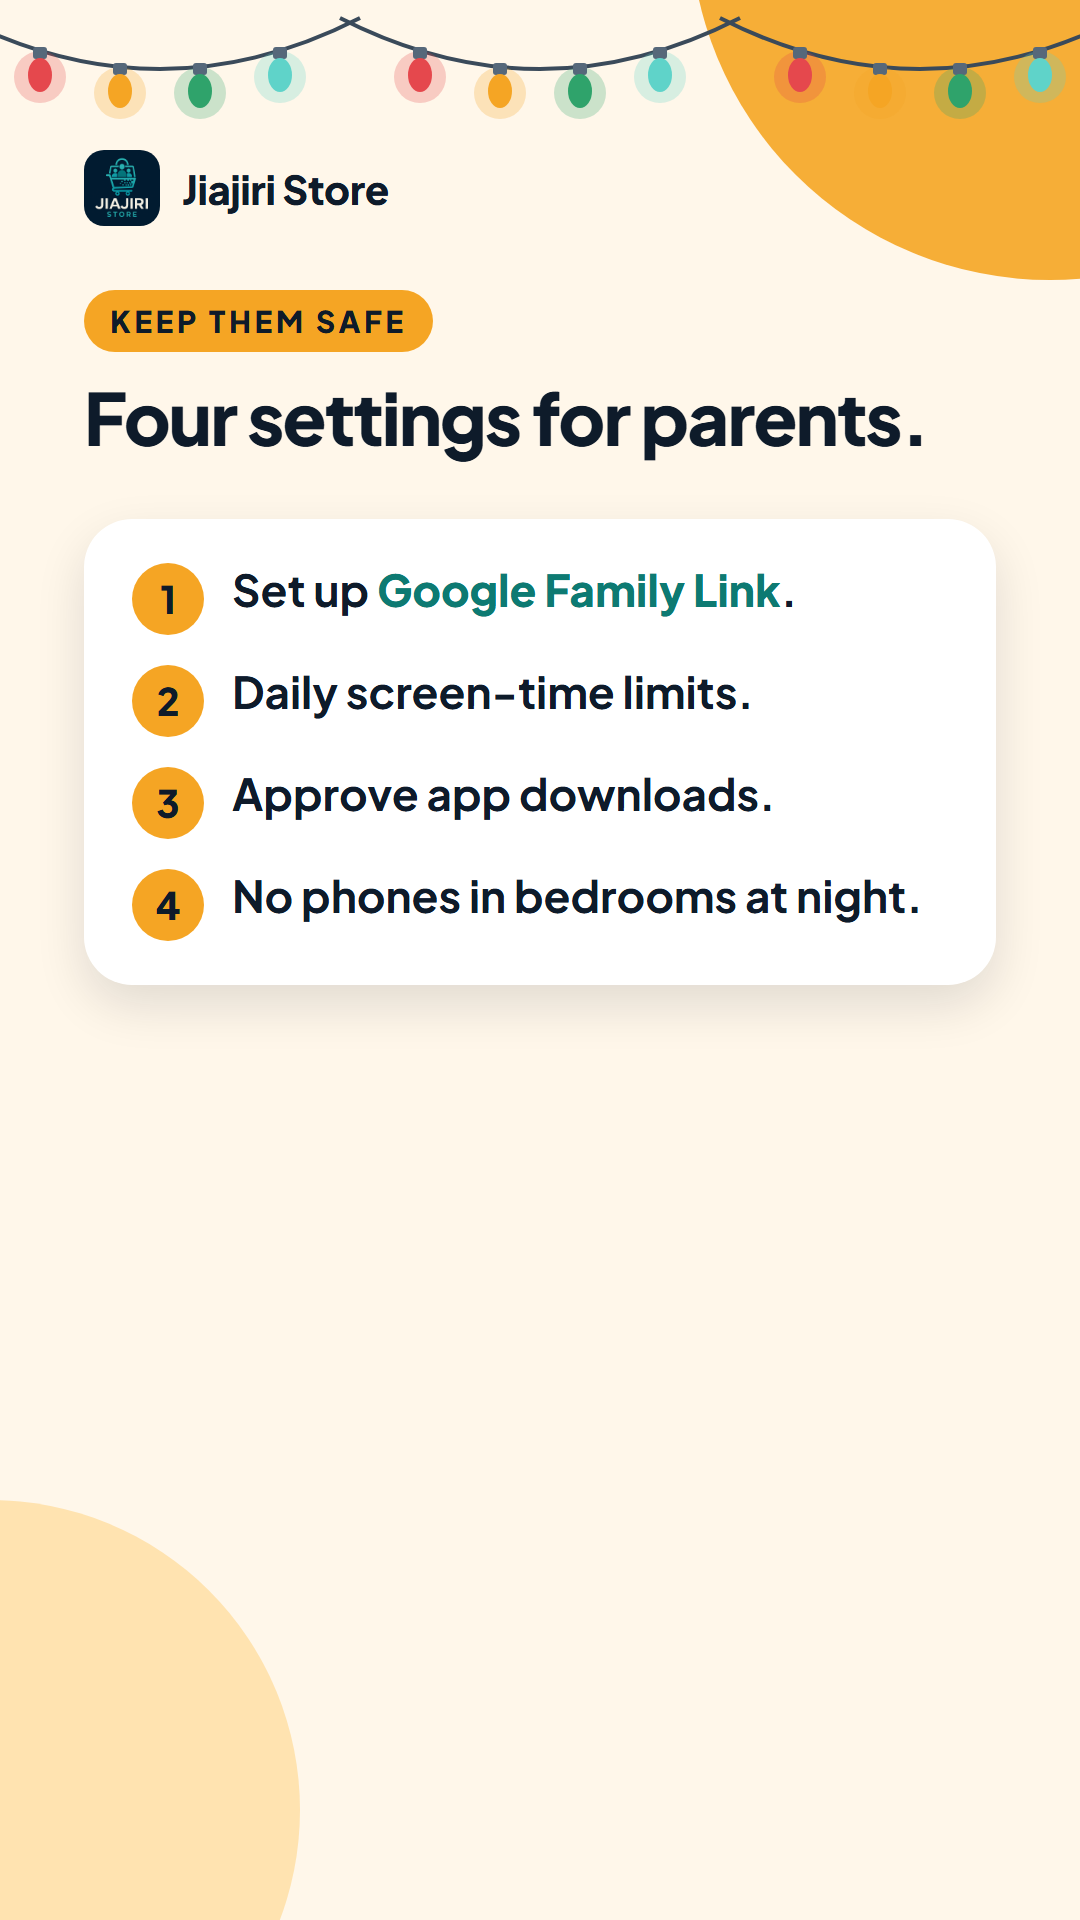 JIAJIRI
STORE
Jiajiri Store
KEEP THEM SAFE
Four settings for parents.
1 Set up Google Family Link.
2 Daily screen-time limits.
3 Approve app downloads.
4 No phones in bedrooms at night.